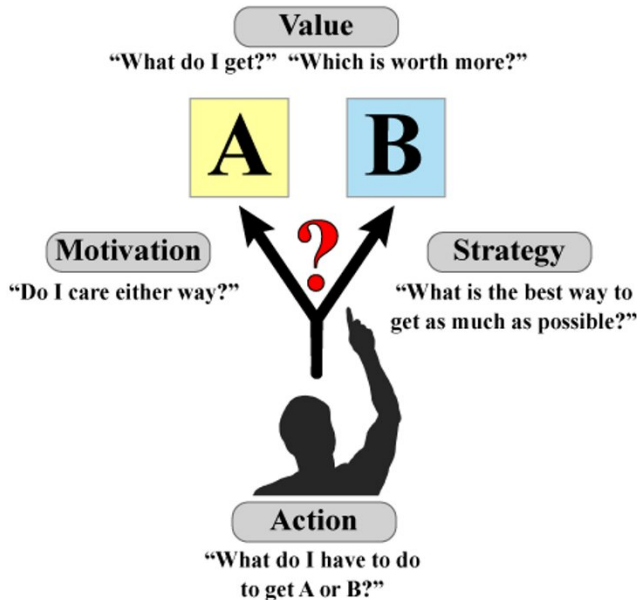 Value
“What do I get?” “Which is worth more?”
A
B
?
Motivation
“Do I care either way?”
Strategy
“What is the best way to
get as much as possible?”
Action
“What do I have to do
to get A or B?”